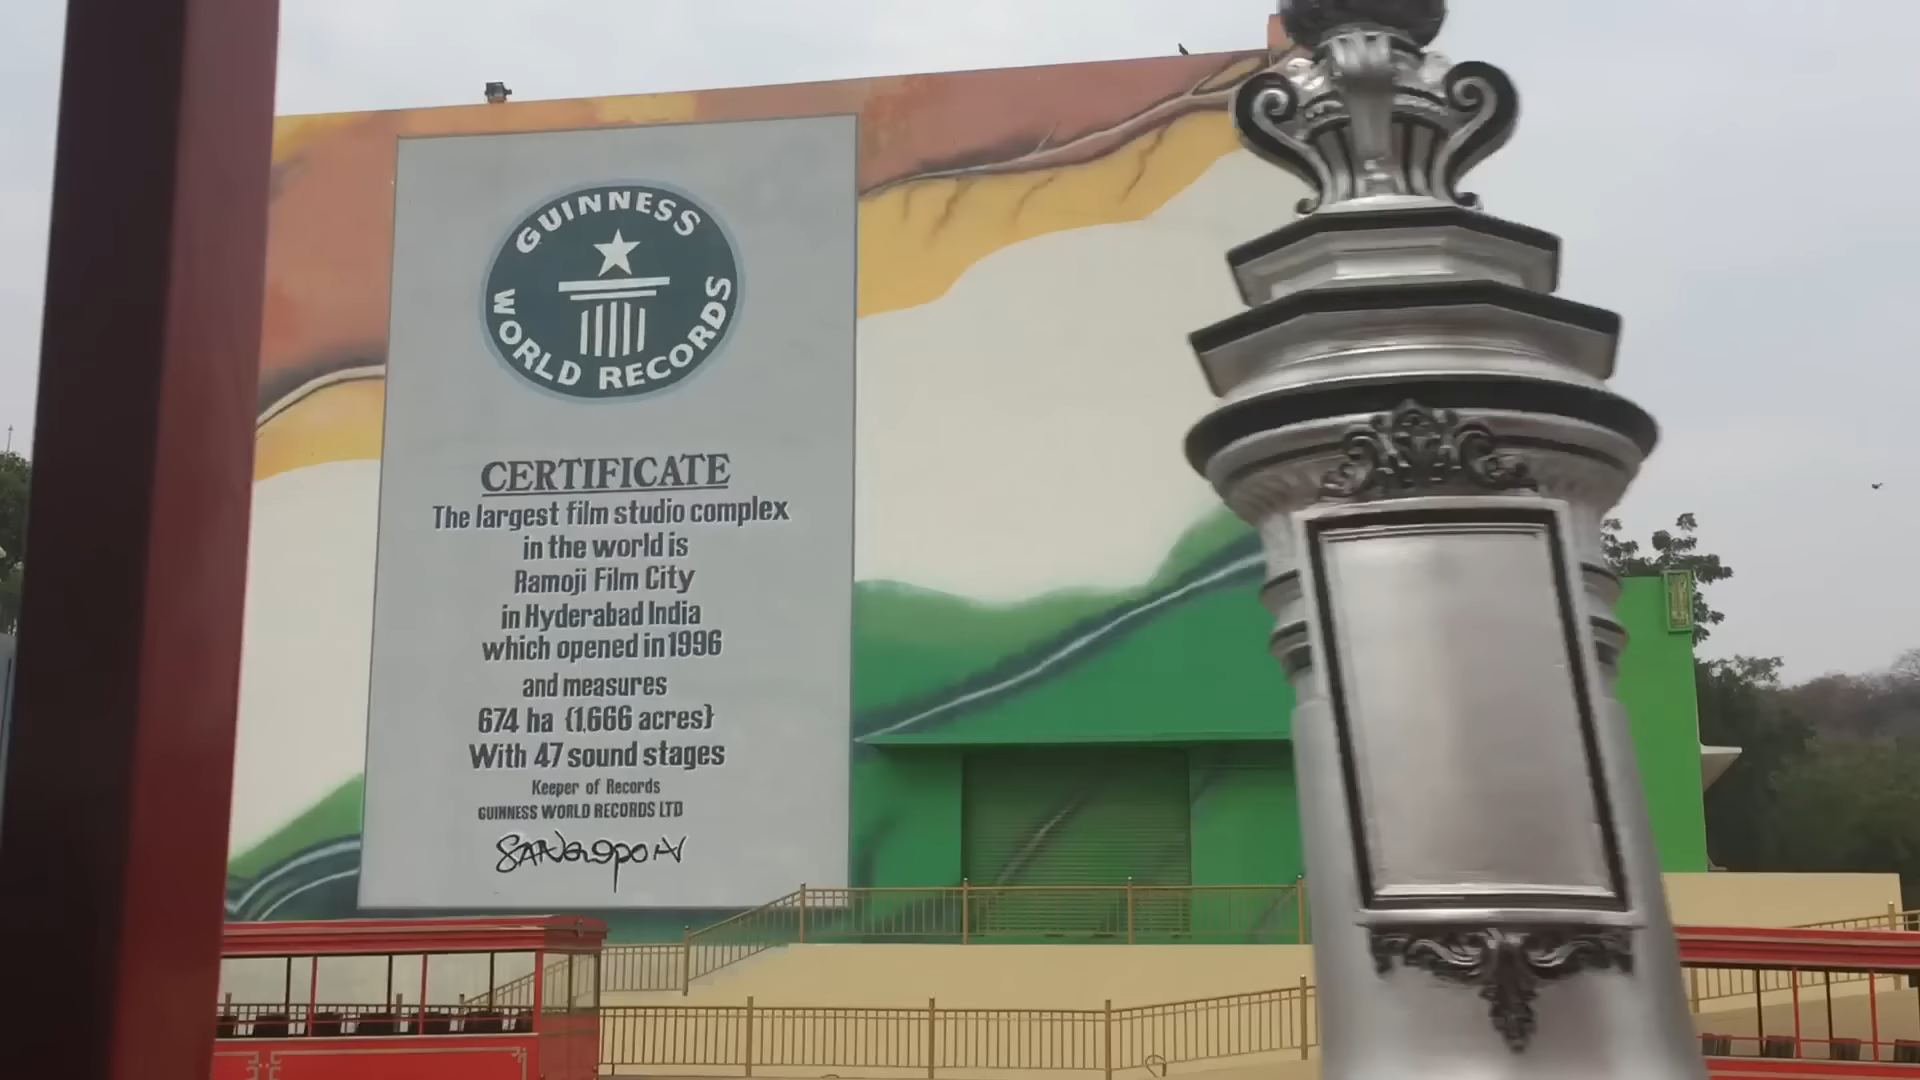 GUINNESS
WORLD RECORDS
CERTIFICATE
The largest film studio complex
in the world is
Ramoji Film City
in Hyderabad India
which opened in 1996
and measures
674 ha {1,666 acres}
With 47 sound stages
Keeper of Records
GUINNESS WORLD RECORDS LTD